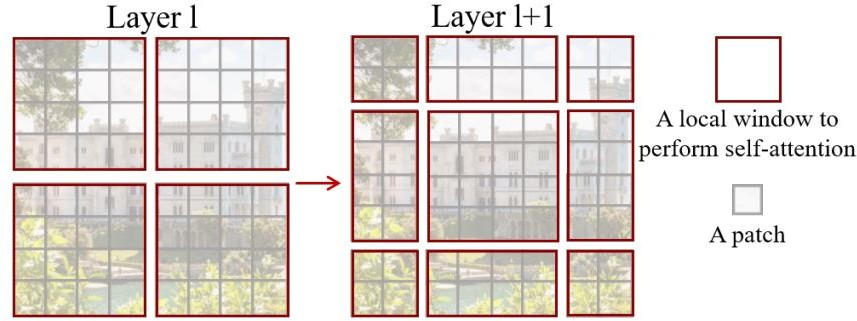 Layer l
Layer l+1
A local window to
perform self-attention
A patch